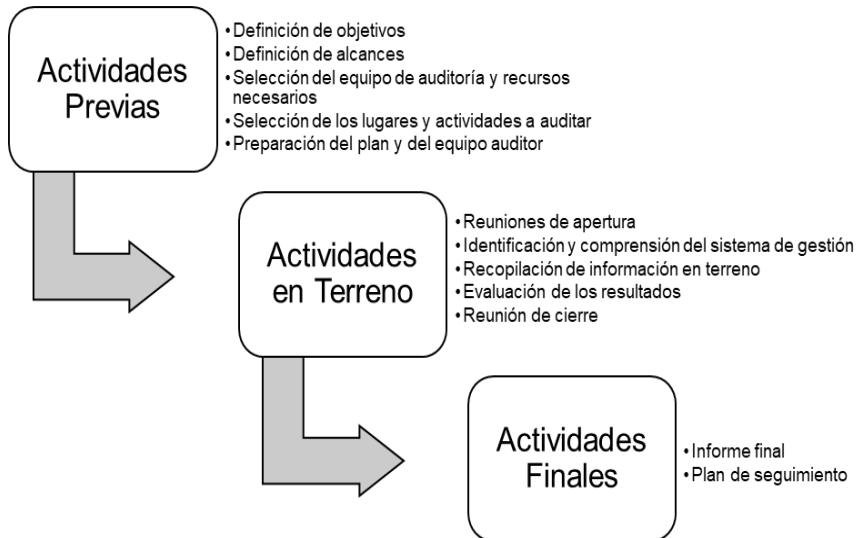 Actividades
Previas
•Definición de objetivos
•Definición de alcances
•Selección del equipo de auditoría y recursos
necesarios
•Selección de los lugares y actividades a auditar
•Preparación del plan y del equipo auditor
Actividades
en Terreno
•Reuniones de apertura
•Identificación y comprensión del sistema de gestión
•Recopilación de información en terreno
•Evaluación de los resultados
•Reunión de cierre
Actividades
Finales
•Informe final
•Plan de seguimiento